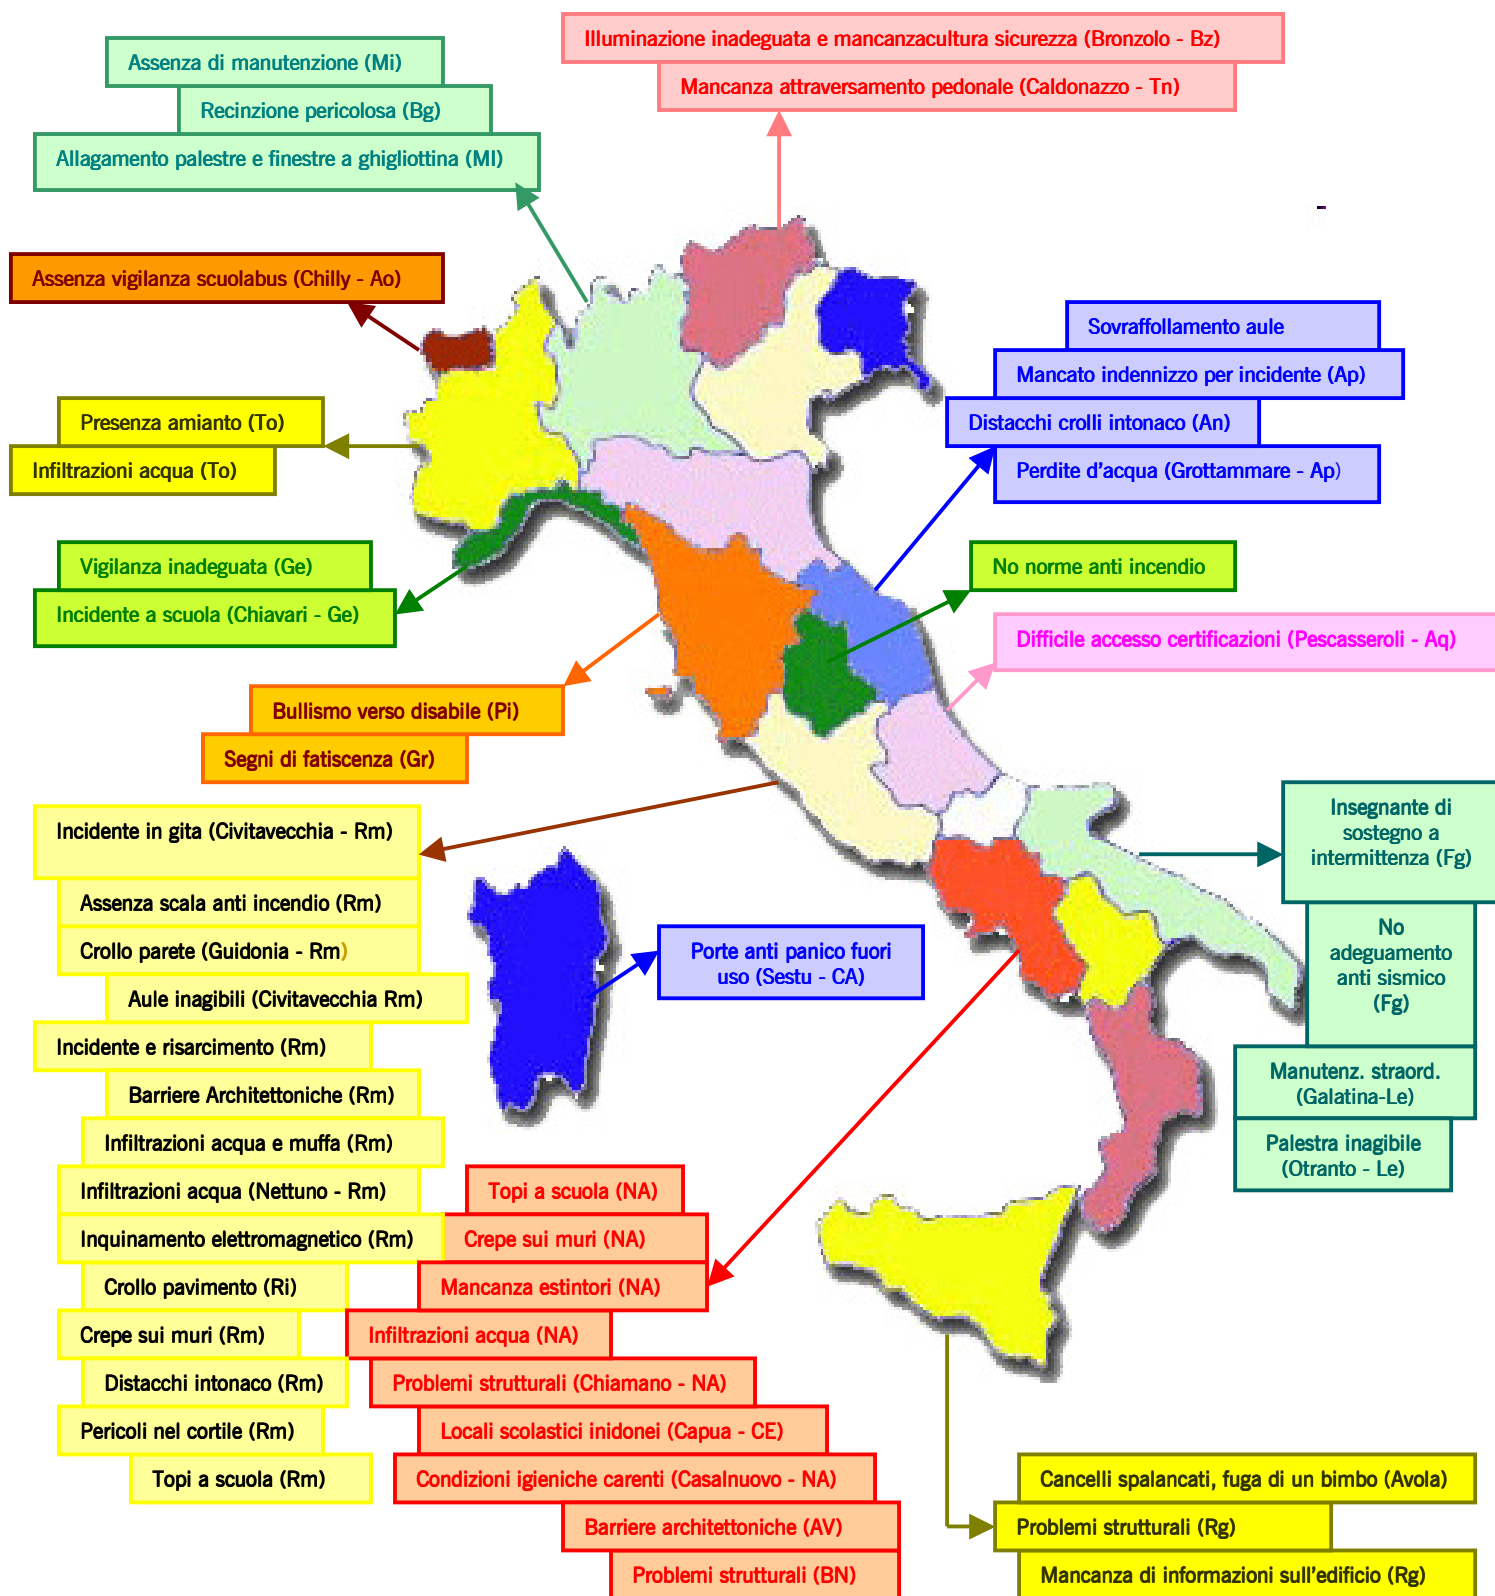 Illuminazione inadeguata e mancanzacultura sicurezza (Bronzolo - Bz)
Mancanza attraversamento pedonale (Caldonazzo - Tn)
Assenza di manutenzione (Mi)
Recinzione pericolosa (Bg)
Allagamento palestre e finestre a ghigliottina (MI)
Assenza vigilanza scuolabus (Chilly - Ao)
Sovraffollamento aule
Mancato indennizzo per incidente (Ap)
Distacchi crolli intonaco (An)
Perdite d'acqua (Grottammare - Ap)
Presenza amianto (To)
Infiltrazioni acqua (To)
Vigilanza inadeguata (Ge)
Incidente a scuola (Chiavari - Ge)
No norme anti incendio
Difficile accesso certificazioni (Pescasseroli - Aq)
Bullismo verso disabile (Pi)
Segni di fatiscenza (Gr)
Incidente in gita (Civitavecchia - Rm)
Assenza scala anti incendio (Rm)
Crollo parete (Guidonia - Rm)
Aule inagibili (Civitavecchia Rm)
Incidente e risarcimento (Rm)
Barriere Architettoniche (Rm)
Infiltrazioni acqua e muffa (Rm)
Infiltrazioni acqua (Nettuno - Rm)
Inquinamento elettromagnetico (Rm)
Crollo pavimento (Ri)
Crepe sui muri (Rm)
Distacchi intonaco (Rm)
Pericoli nel cortile (Rm)
Topi a scuola (Rm)
Porte anti panico fuori
uso (Sestu - CA)
Insegnante di
sostegno a
intermittenza (Fg)
No
adeguamento
anti sismico
(Fg)
Manutenz. straord.
(Galatina-Le)
Palestra inagibile
(Otranto - Le)
Topi a scuola (NA)
Crepe sui muri (NA)
Mancanza estintori (NA)
Infiltrazioni acqua (NA)
Problemi strutturali (Chiamano - NA)
Locali scolastici inidonei (Capua - CE)
Condizioni igieniche carenti (Casalnuovo - NA)
Barriere architettoniche (AV)
Problemi strutturali (BN)
Cancelli spalancati, fuga di un bimbo (Avola)
Problemi strutturali (Rg)
Mancanza di informazioni sull'edificio (Rg)